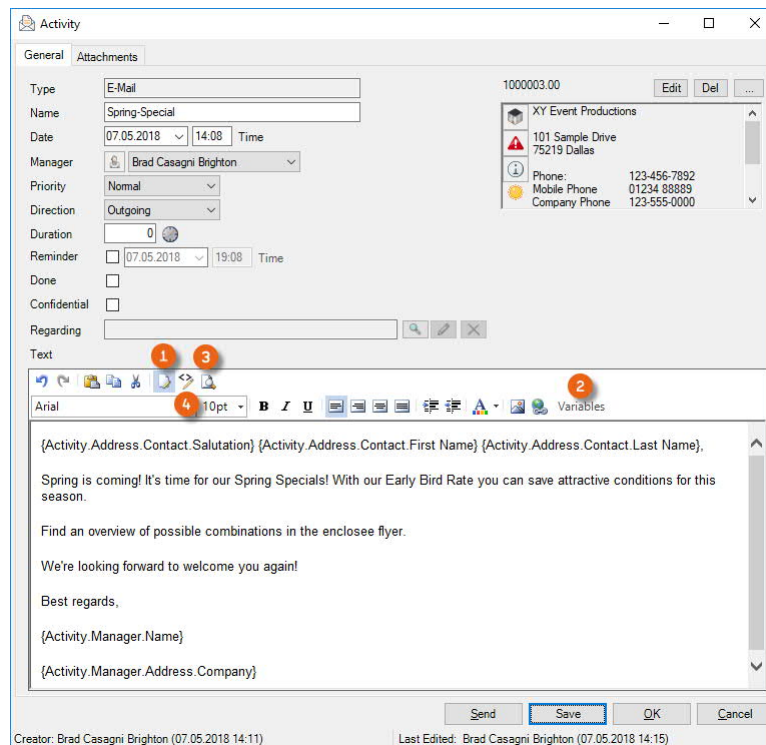 Activity
General Attachments
Type E-Mail
1000003.00 Edit Del ...
Name Spring-Special
XY Event Productions
Date 07.05.2018 14:08 Time
101 Sample Drive
75219 Dallas
Manager Brad Casagni Brighton
Phone: 123-456-7892
Priority Normal
Mobile Phone 01234 88889
Direction Outgoing
Company Phone 123-555-0000
Duration 0
Reminder 07.05.2018 19:08 Time
Done
Confidential
Regarding
Text
1 3
4 2
Arial 10pt B I U A Variables
{Activity.Address.Contact.Salutation} {Activity.Address.Contact.First Name} {Activity.Address.Contact.Last Name},
Spring is coming! It's time for our Spring Specials! With our Early Bird Rate you can save attractive conditions for this
season.
Find an overview of possible combinations in the enclosee flyer.
We're looking forward to welcome you again!
Best regards,
{Activity.Manager.Name}
{Activity.Manager.Address.Company}
Send Save OK Cancel
Creator: Brad Casagni Brighton (07.05.2018 14:11) Last Edited: Brad Casagni Brighton (07.05.2018 14:15)